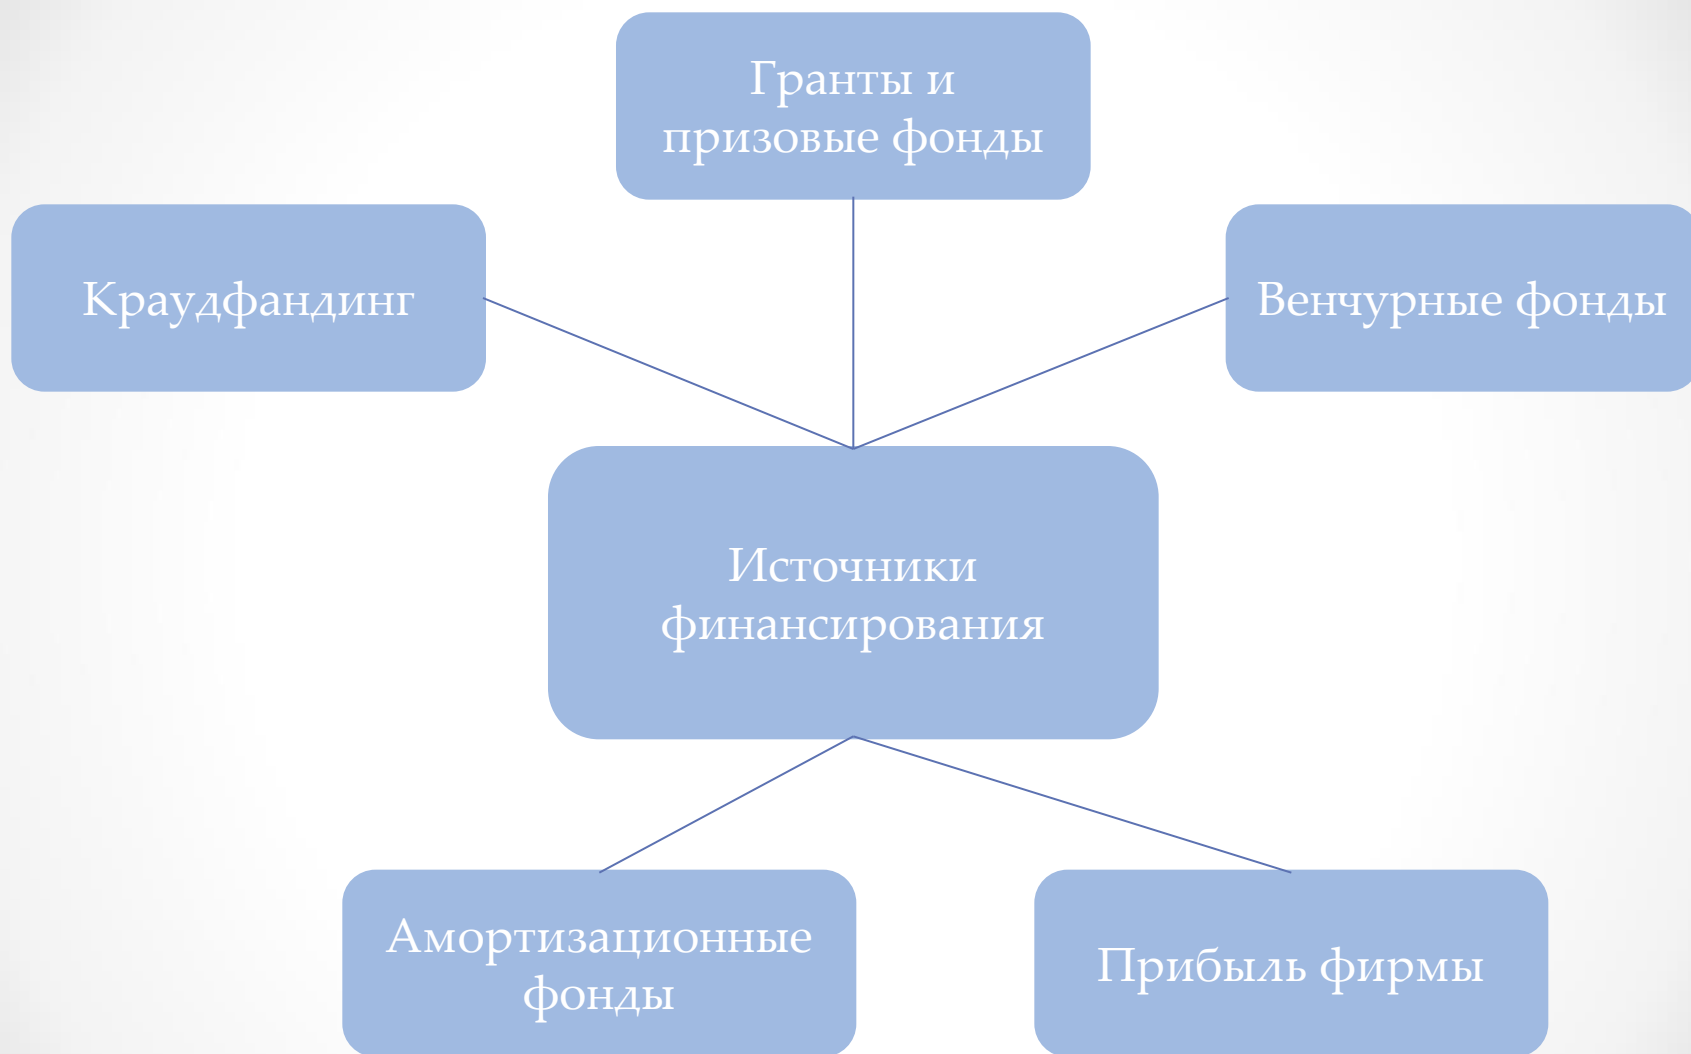 Гранты и
призовые фонды
Краудфандинг
Венчурные фонды
Источники
финансирования
Амортизационные
фонды
Прибыль фирмы